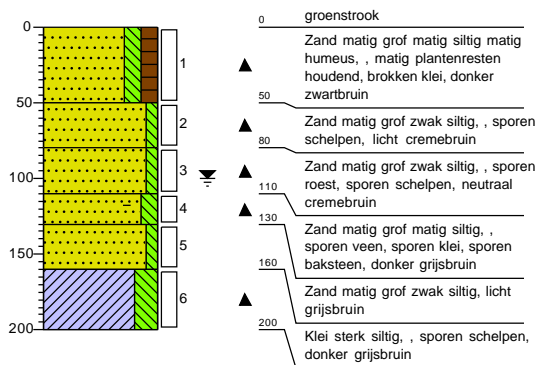 0
50
100
150
200
1
2
3
4
5
6
0
groenstrook
Zand matig grof matig siltig matig
humeus, , matig plantenresten
houdend, brokken klei, donker
zwartbruin
50
Zand matig grof zwak siltig, , sporen
schelpen, licht cremebruin
80
Zand matig grof zwak siltig, , sporen
roest, sporen schelpen, neutraal
cremebruin
110
Zand matig grof matig siltig, ,
sporen veen, sporen klei, sporen
baksteen, donker grijsbruin
130
Zand matig grof zwak siltig, licht
grijsbruin
160
Klei sterk siltig, , sporen schelpen,
donker grijsbruin
200